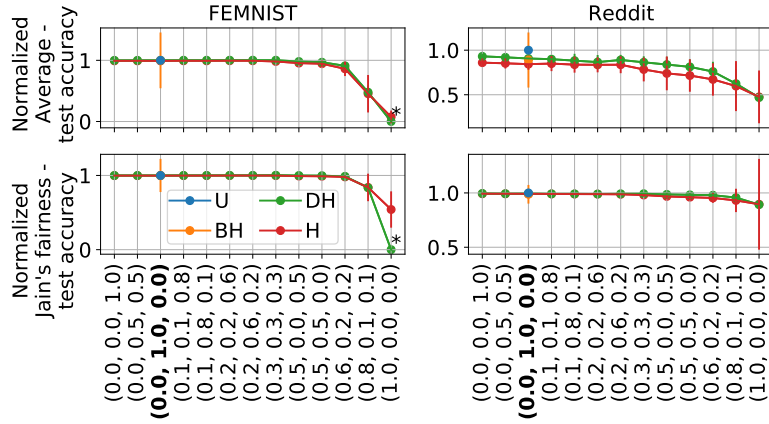 FEMNIST
Reddit
Normalized
Average -
test accuracy
1
0
*
1.0
0.5
Normalized
Jain's fairness -
test accuracy
1
0
*
U
DH
BH
H
1.0
0.5
(0.0, 0.0, 1.0)
(0.0, 0.5, 0.5)
(0.0, 1.0, 0.0)
(0.1, 0.1, 0.8)
(0.1, 0.8, 0.1)
(0.2, 0.2, 0.6)
(0.2, 0.6, 0.2)
(0.3, 0.3, 0.3)
(0.5, 0.0, 0.5)
(0.5, 0.5, 0.0)
(0.6, 0.2, 0.2)
(0.8, 0.1, 0.1)
(1.0, 0.0, 0.0)
(0.0, 0.0, 1.0)
(0.0, 0.5, 0.5)
(0.0, 1.0, 0.0)
(0.1, 0.1, 0.8)
(0.1, 0.8, 0.1)
(0.2, 0.2, 0.6)
(0.2, 0.6, 0.2)
(0.3, 0.3, 0.3)
(0.5, 0.0, 0.5)
(0.5, 0.5, 0.0)
(0.6, 0.2, 0.2)
(0.8, 0.1, 0.1)
(1.0, 0.0, 0.0)